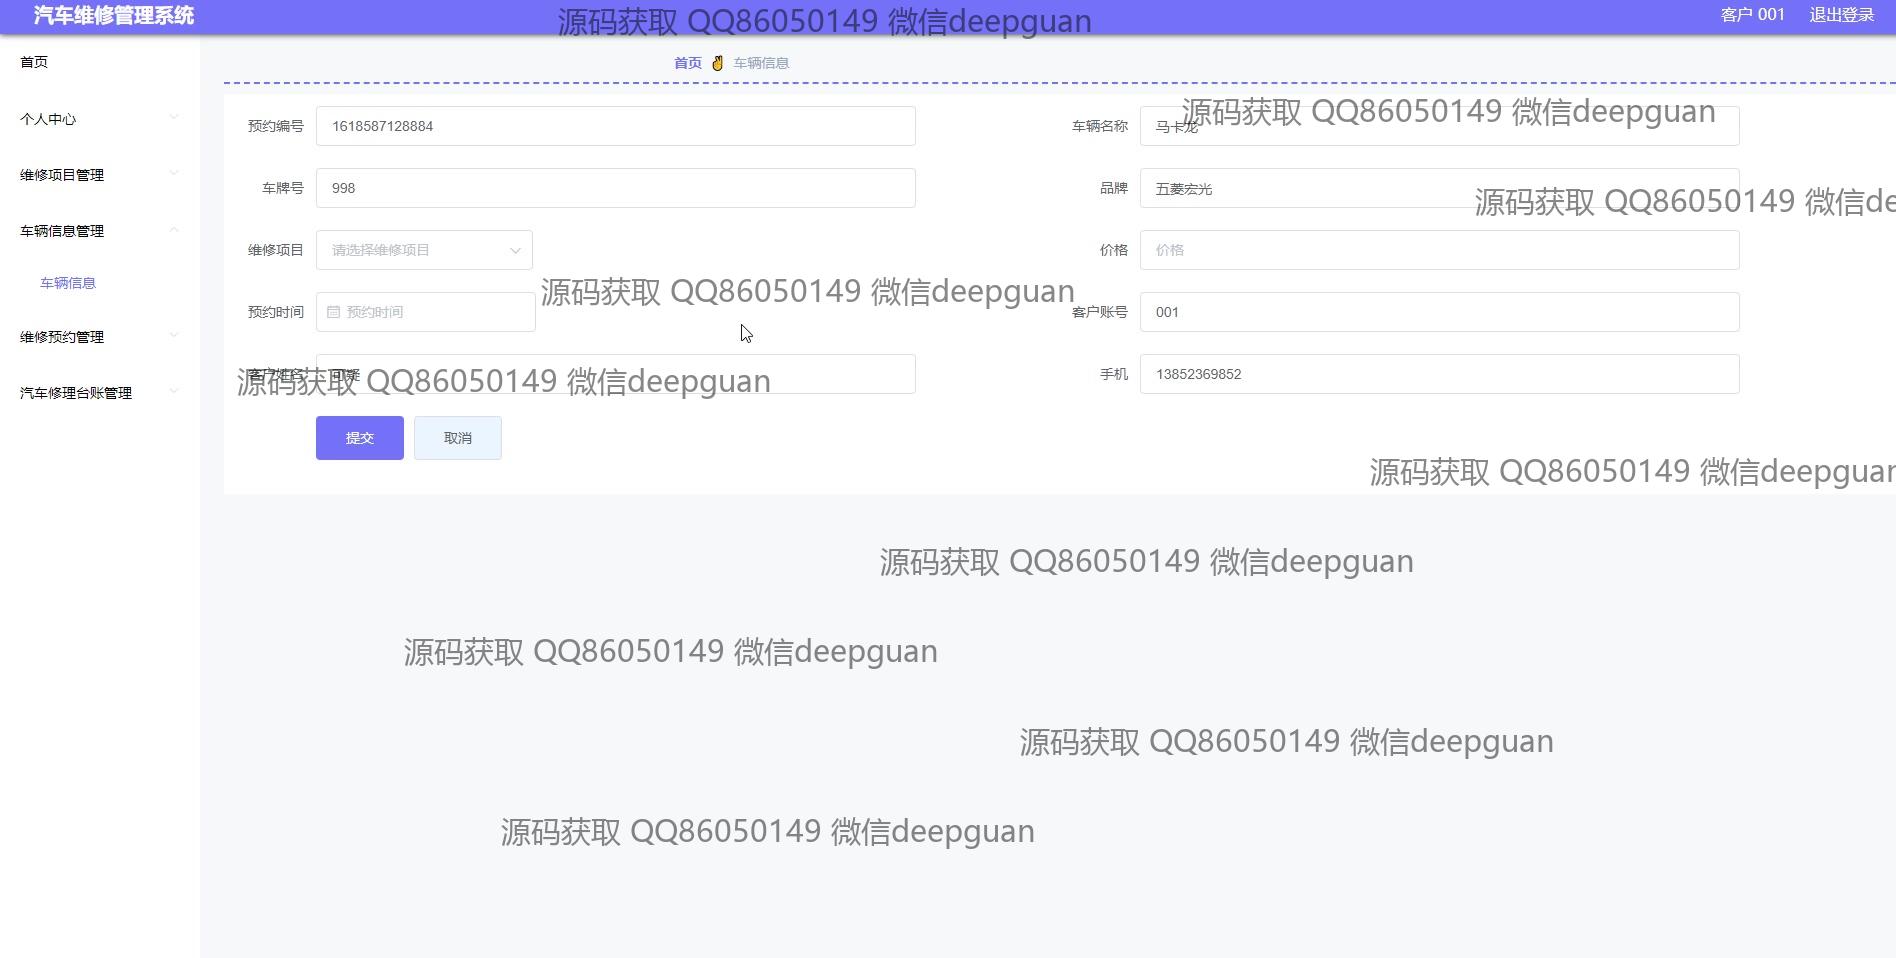 汽车维修管理系统
源码获取 QQ86050149 微信deepguan
客户 001 退出登录
首页
个人中心
维修项目管理
车辆信息管理
车辆信息
维修预约管理
汽车修理台账管理
首页 车辆信息
源码获取 QQ86050149 微信deepguan
预约编号 1618587128884 车辆名称 马卡龙
车牌号 998 品牌 五菱宏光
源码获取 QQ86050149 微信de
维修项目 请选择维修项目 价格 价格
源码获取 QQ86050149 微信deepguan
预约时间 预约时间 客户账号 001
客户姓名 可疑 手机 13852369852
源码获取 QQ86050149 微信deepguan
提交 取消
源码获取 QQ86050149 微信deepguan
源码获取 QQ86050149 微信deepguan
源码获取 QQ86050149 微信deepguan
源码获取 QQ86050149 微信deepguan
源码获取 QQ86050149 微信deepguan